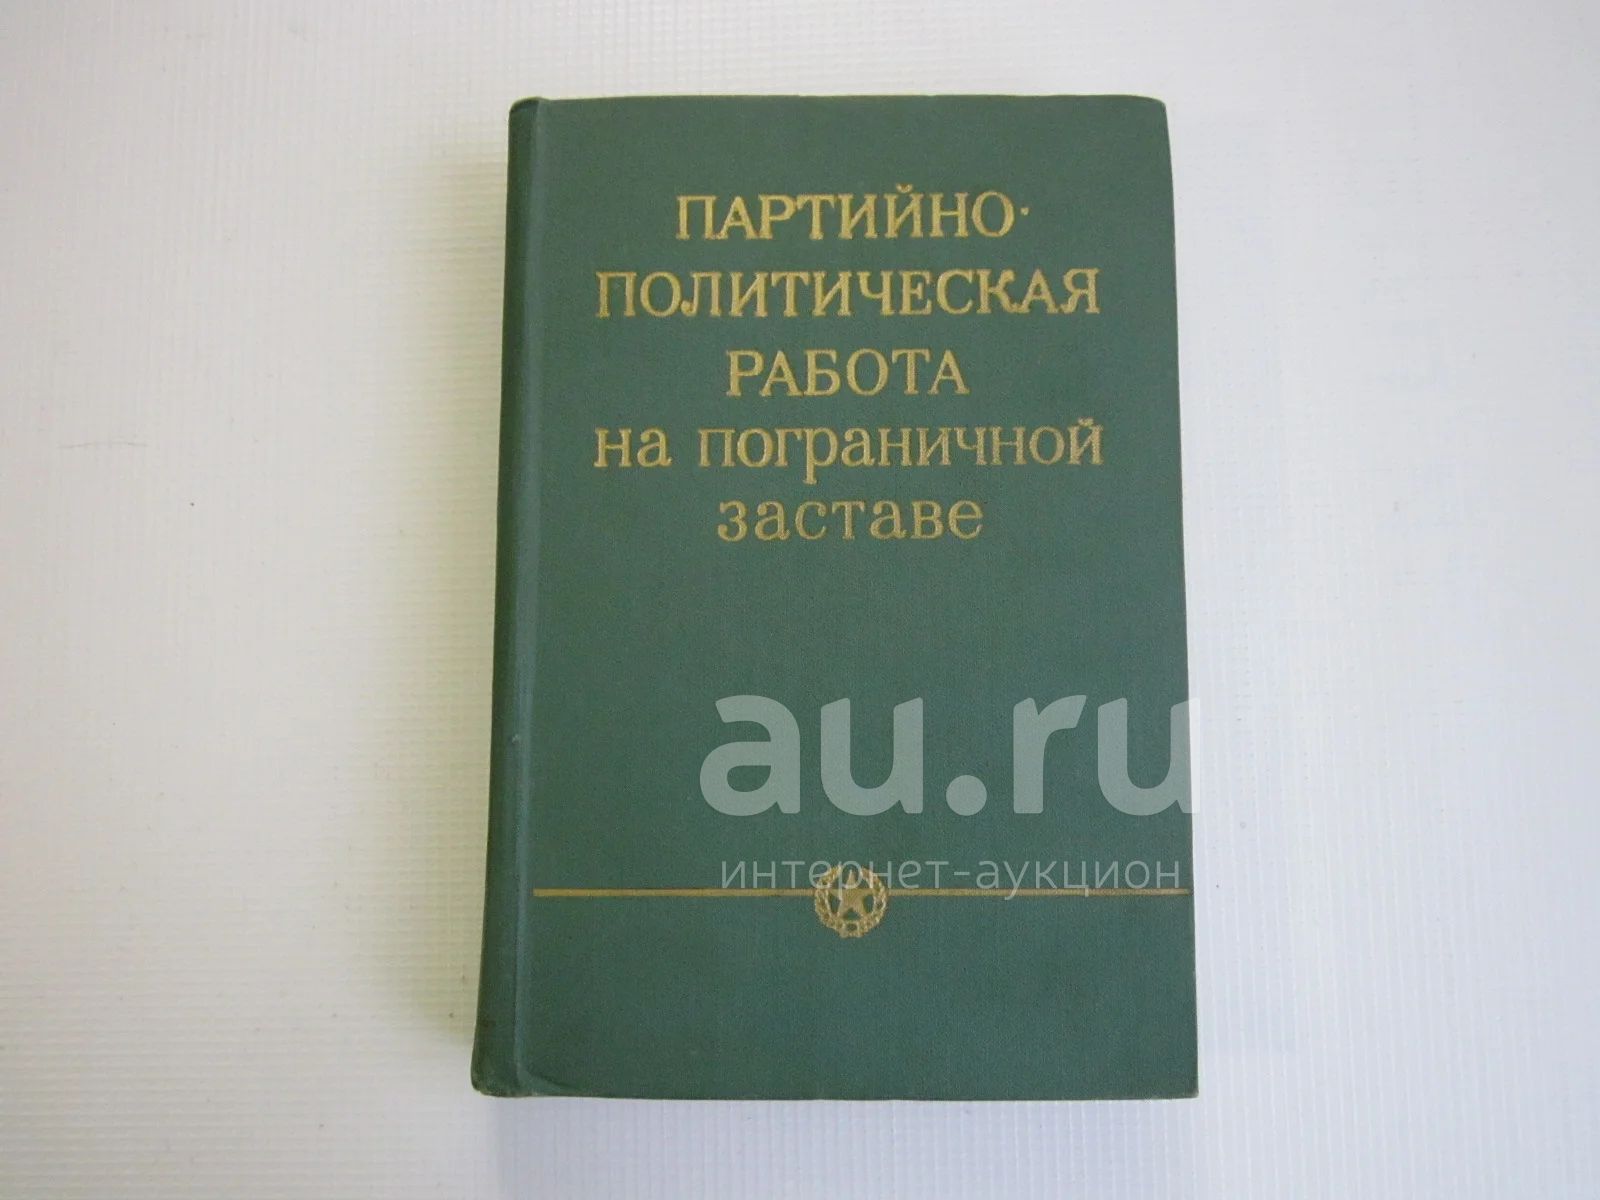 ПАРТИЙНО-
ПОЛИТИЧЕСКАЯ
РАБОТА
на пограничной
заставе
au.ru
интернет-аукцион